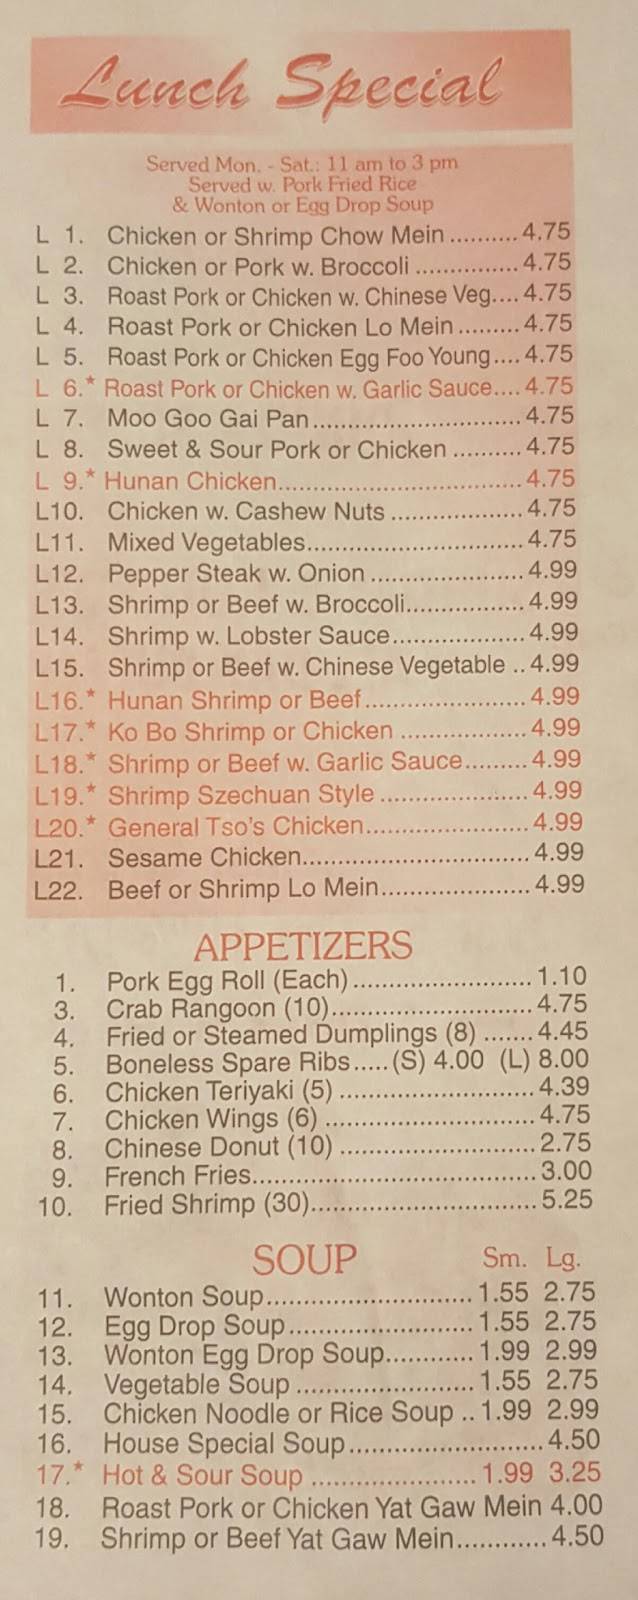 Lunch Special
Served Mon. - Sat.: 11 am to 3 pm
Served w. Pork Fried Rice
& Wonton or Egg Drop Soup
L 1. Chicken or Shrimp Chow Mein .......... 4.75
L 2. Chicken or Pork w. Broccoli ............... 4.75
L 3. Roast Pork or Chicken w. Chinese Veg.... 4.75
L 4. Roast Pork or Chicken Lo Mein ......... 4.75
L 5. Roast Pork or Chicken Egg Foo Young .... 4.75
L 6.* Roast Pork or Chicken w. Garlic Sauce.... 4.75
L 7. Moo Goo Gai Pan ............................... 4.75
L 8. Sweet & Sour Pork or Chicken .......... 4.75
L 9.* Hunan Chicken.................................... 4.75
L10. Chicken w. Cashew Nuts ................... 4.75
L11. Mixed Vegetables................................ 4.75
L12. Pepper Steak w. Onion ....................... 4.99
L13. Shrimp or Beef w. Broccoli.................. 4.99
L14. Shrimp w. Lobster Sauce.................... 4.99
L15. Shrimp or Beef w. Chinese Vegetable .. 4.99
L16.* Hunan Shrimp or Beef........................ 4.99
L17.* Ko Bo Shrimp or Chicken ................... 4.99
L18.* Shrimp or Beef w. Garlic Sauce......... 4.99
L19.* Shrimp Szechuan Style ...................... 4.99
L20.* General Tso's Chicken........................ 4.99
L21. Sesame Chicken.................................. 4.99
L22. Beef or Shrimp Lo Mein...................... 4.99
APPETIZERS
1. Pork Egg Roll (Each) .......................... 1.10
3. Crab Rangoon (10).............................. 4.75
4. Fried or Steamed Dumplings (8) ....... 4.45
5. Boneless Spare Ribs..... (S) 4.00 (L) 8.00
6. Chicken Teriyaki (5) ............................ 4.39
7. Chicken Wings (6) .............................. 4.75
8. Chinese Donut (10) ............................ 2.75
9. French Fries.......................................... 3.00
10. Fried Shrimp (30)................................. 5.25
SOUP Sm. Lg.
11. Wonton Soup............................... 1.55 2.75
12. Egg Drop Soup............................ 1.55 2.75
13. Wonton Egg Drop Soup............. 1.99 2.99
14. Vegetable Soup .......................... 1.55 2.75
15. Chicken Noodle or Rice Soup .. 1.99 2.99
16. House Special Soup............................ 4.50
17.* Hot & Sour Soup ........................ 1.99 3.25
18. Roast Pork or Chicken Yat Gaw Mein 4.00
19. Shrimp or Beef Yat Gaw Mein............. 4.50